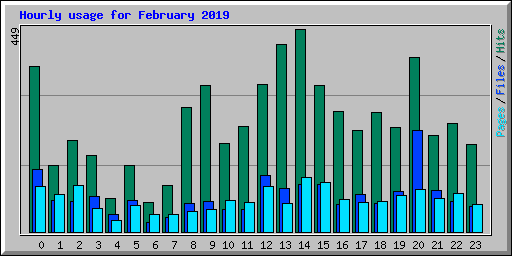 Hourly usage for February 2019
449
Pages/Files/Hits
0 1 2 3 4 5 6 7 8 9 10 11 12 13 14 15 16 17 18 19 20 21 22 23